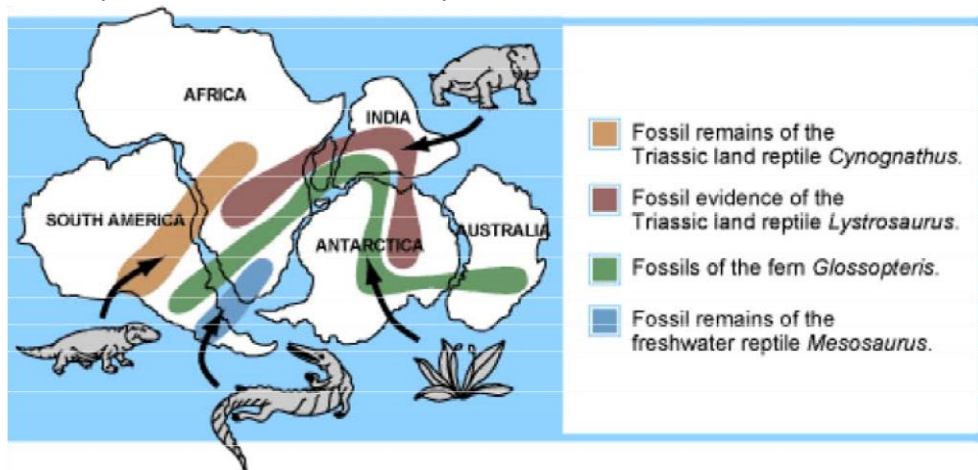 AFRICA
INDIA
SOUTH AMERICA
ANTARCTICA
AUSTRALIA
Fossil remains of the
Triassic land reptile Cynognathus.
Fossil evidence of the
Triassic land reptile Lystrosaurus.
Fossils of the fern Glossopteris.
Fossil remains of the
freshwater reptile Mesosaurus.